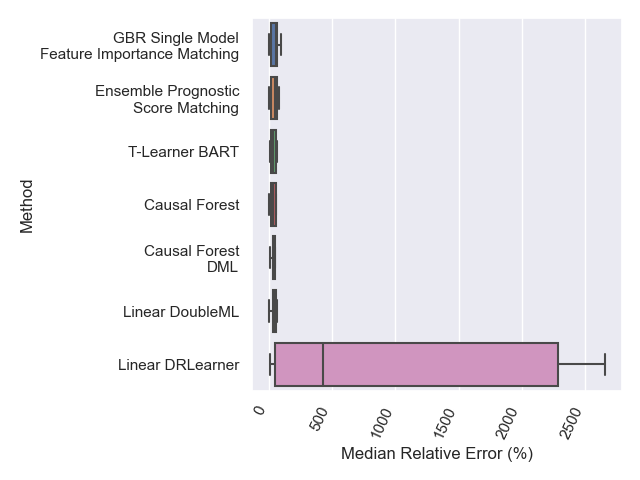 GBR Single Model
Feature Importance Matching
Ensemble Prognostic
Score Matching
T-Learner BART
Causal Forest
Causal Forest
DML
Linear DoubleML
Linear DRLearner
Method
0
500
1000
1500
2000
2500
Median Relative Error (%)